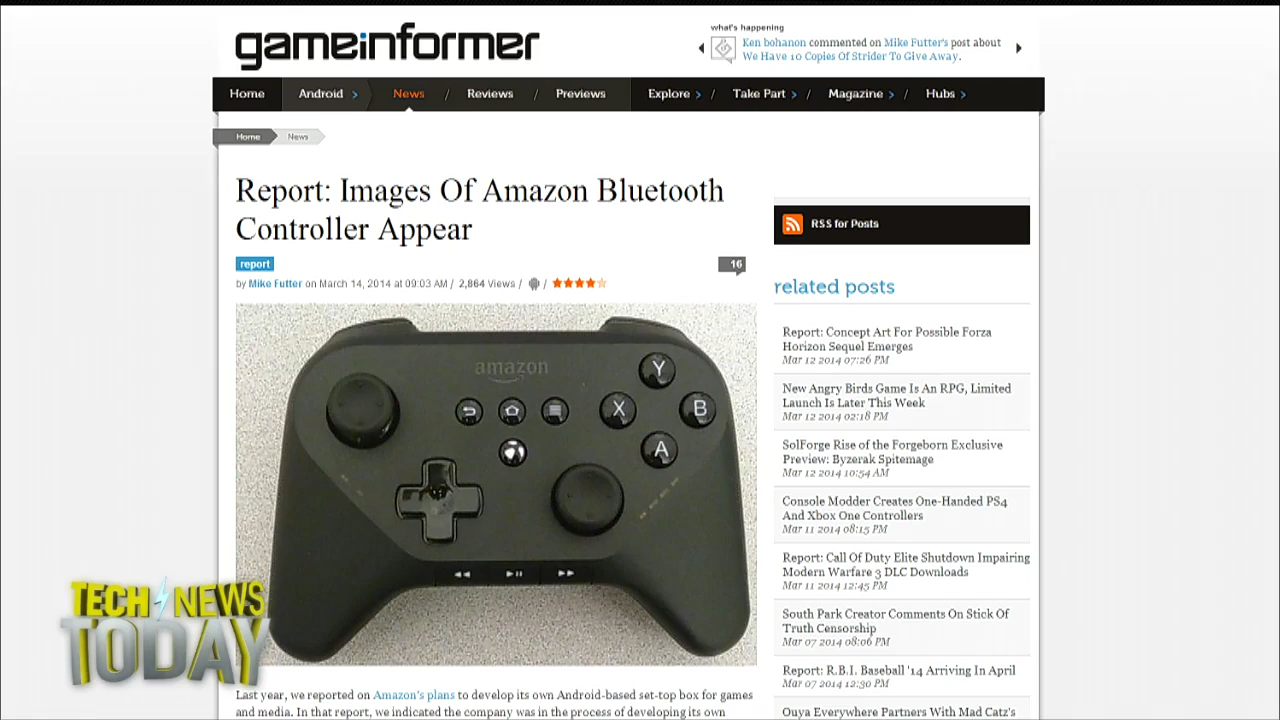 gameinformer
what's happening
Ken bohanon commented on Mike Futter's post about
We Have 10 Copies Of Strider To Give Away.
Home Android > News / Reviews / Previews Explore > / Take Part > / Magazine > / Hubs >
Home News
Report: Images Of Amazon Bluetooth
Controller Appear
report
16
by Mike Futter on March 14, 2014 at 09:03 AM / 2,864 Views / /
amazon
Y
X
B
A
RSS for Posts
related posts
Report: Concept Art For Possible Forza
Horizon Sequel Emerges
Mar 12 2014 07:26 PM
New Angry Birds Game Is An RPG, Limited
Launch Is Later This Week
Mar 12 2014 02:18 PM
SolForge Rise of the Forgeborn Exclusive
Preview: Byzerak Spitemage
Mar 12 2014 10:54 AM
Console Modder Creates One-Handed PS4
And Xbox One Controllers
Mar 11 2014 08:15 PM
Report: Call Of Duty Elite Shutdown Impairing
Modern Warfare 3 DLC Downloads
Mar 11 2014 12:45 PM
South Park Creator Comments On Stick Of
Truth Censorship
Mar 07 2014 08:06 PM
Report: R.B.I. Baseball '14 Arriving In April
Mar 07 2014 12:30 PM
Ouya Everywhere Partners With Mad Catz's
TECH NEWS
TODAY
Last year, we reported on Amazon's plans to develop its own Android-based set-top box for games
and media. In that report, we indicated the company was in the process of developing its own